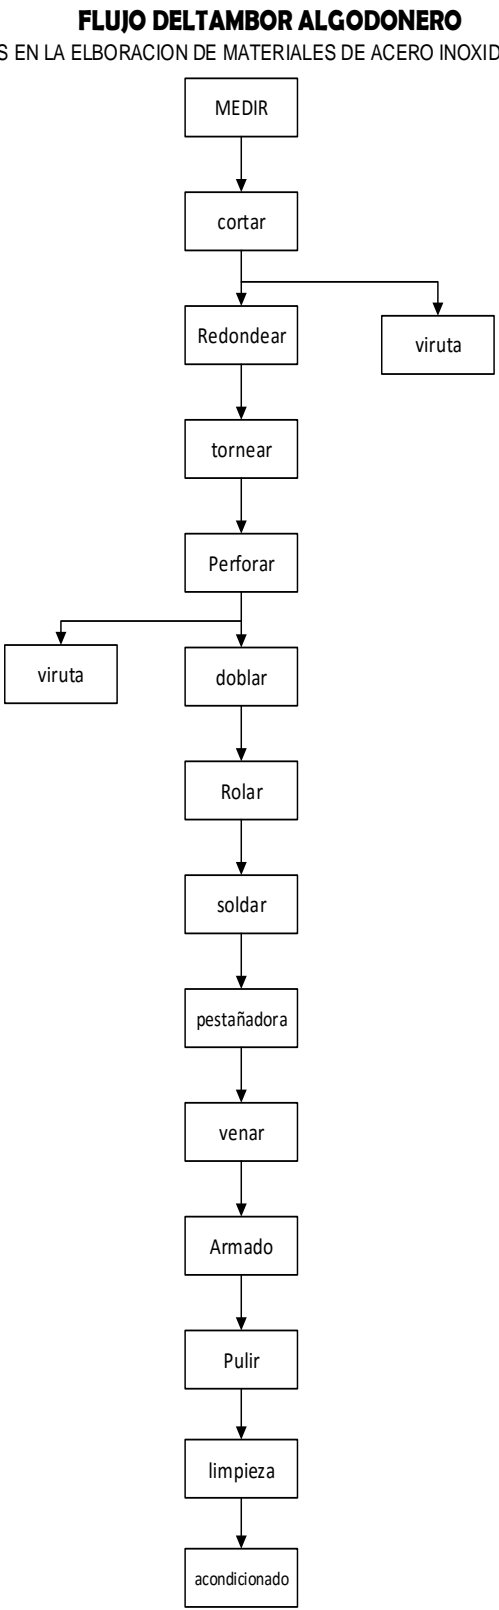 FLUJO DELTAMBOR ALGODONERO
S EN LA ELBORACION DE MATERIALES DE ACERO INOXID
MEDIR
cortar
Redondear
viruta
tornear
Perforar
viruta
doblar
Rolar
soldar
pestañadora
venar
Armado
Pulir
limpieza
acondicionado